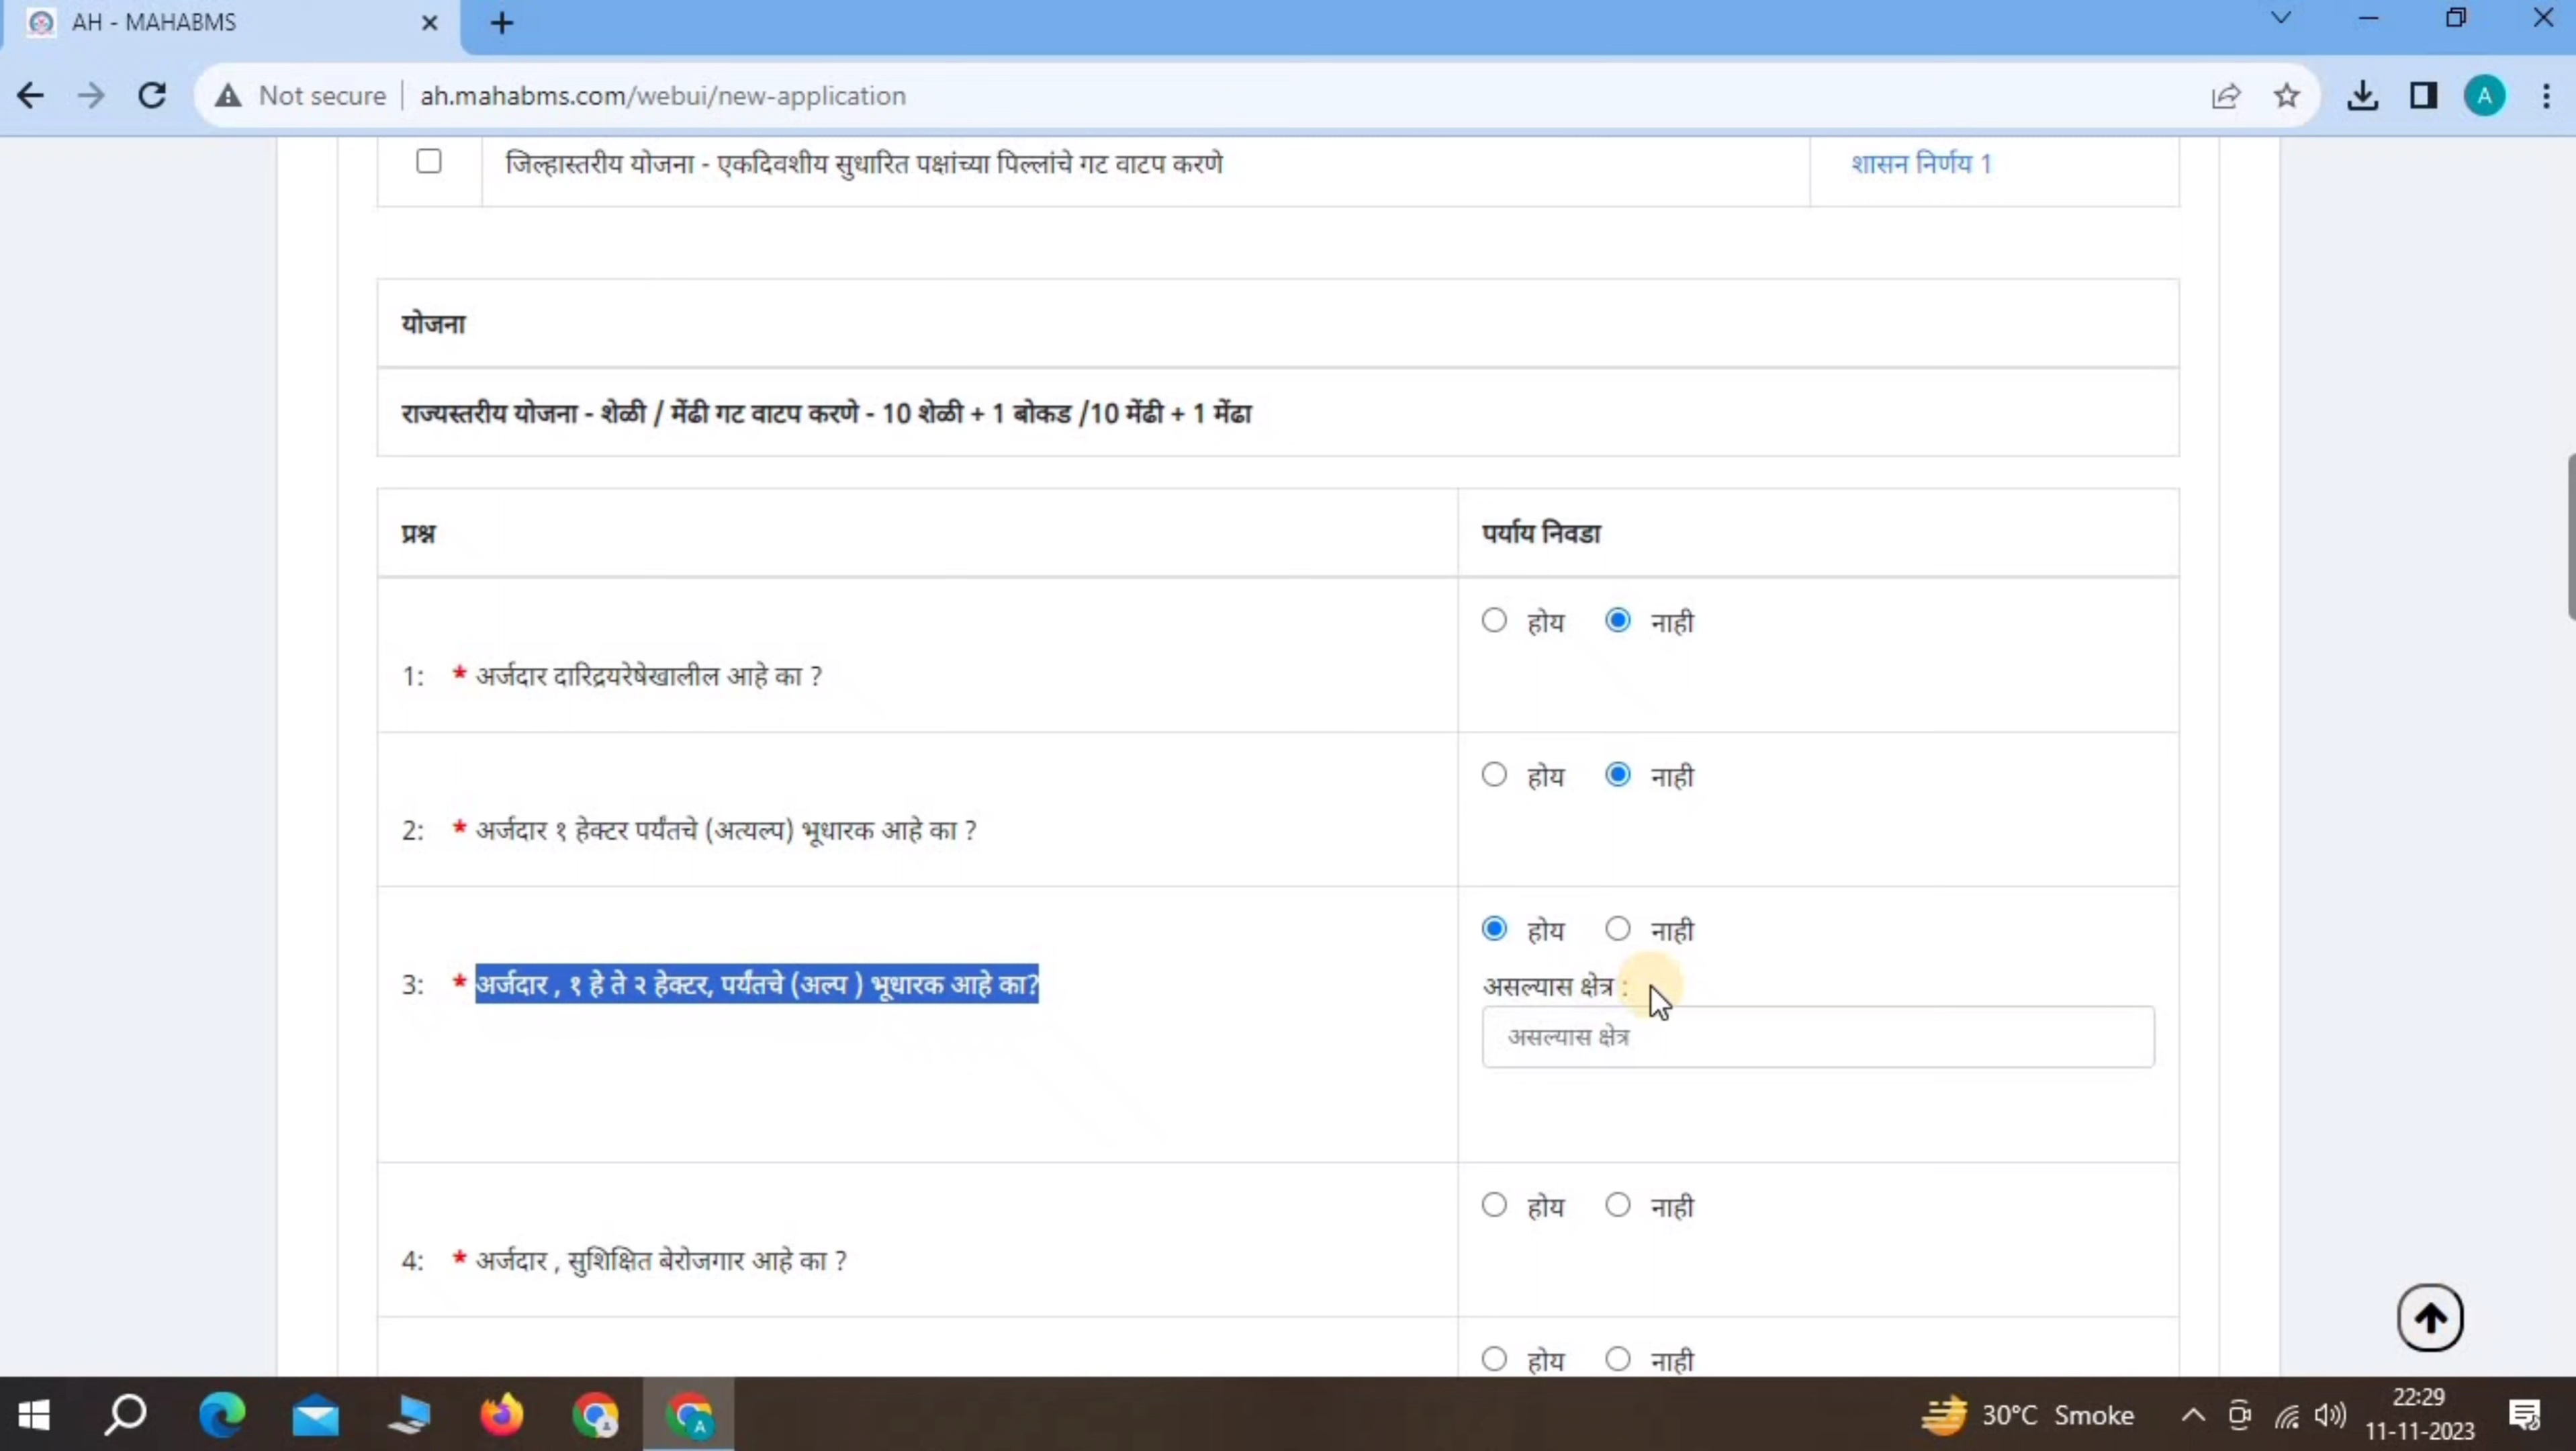 AH - MAHABMS
Not secure ah.mahabms.com/webui/new-application
A
जिल्हास्तरीय योजना - एकदिवशीय सुधारित पक्षांच्या पिल्लांचे गट वाटप करणे
शासन निर्णय 1
योजना
राज्यस्तरीय योजना - शेळी / मेंढी गट वाटप करणे - 10 शेळी + 1 बोकड /10 मेंढी + 1 मेंढा
प्रश्न
पर्याय निवडा
होय नाही
1: * अर्जदार दारिद्रयरेषेखालील आहे का ?
होय नाही
2: * अर्जदार १ हेक्टर पर्यंतचे (अत्यल्प) भूधारक आहे का ?
होय नाही
3: * अर्जदार , १ हे ते २ हेक्टर, पर्यंतचे (अल्प ) भूधारक आहे का?
असल्यास क्षेत्र :
असल्यास क्षेत्र
होय नाही
4: * अर्जदार , सुशिक्षित बेरोजगार आहे का ?
होय नाही
A
30°C Smoke
22:29
11-11-2023